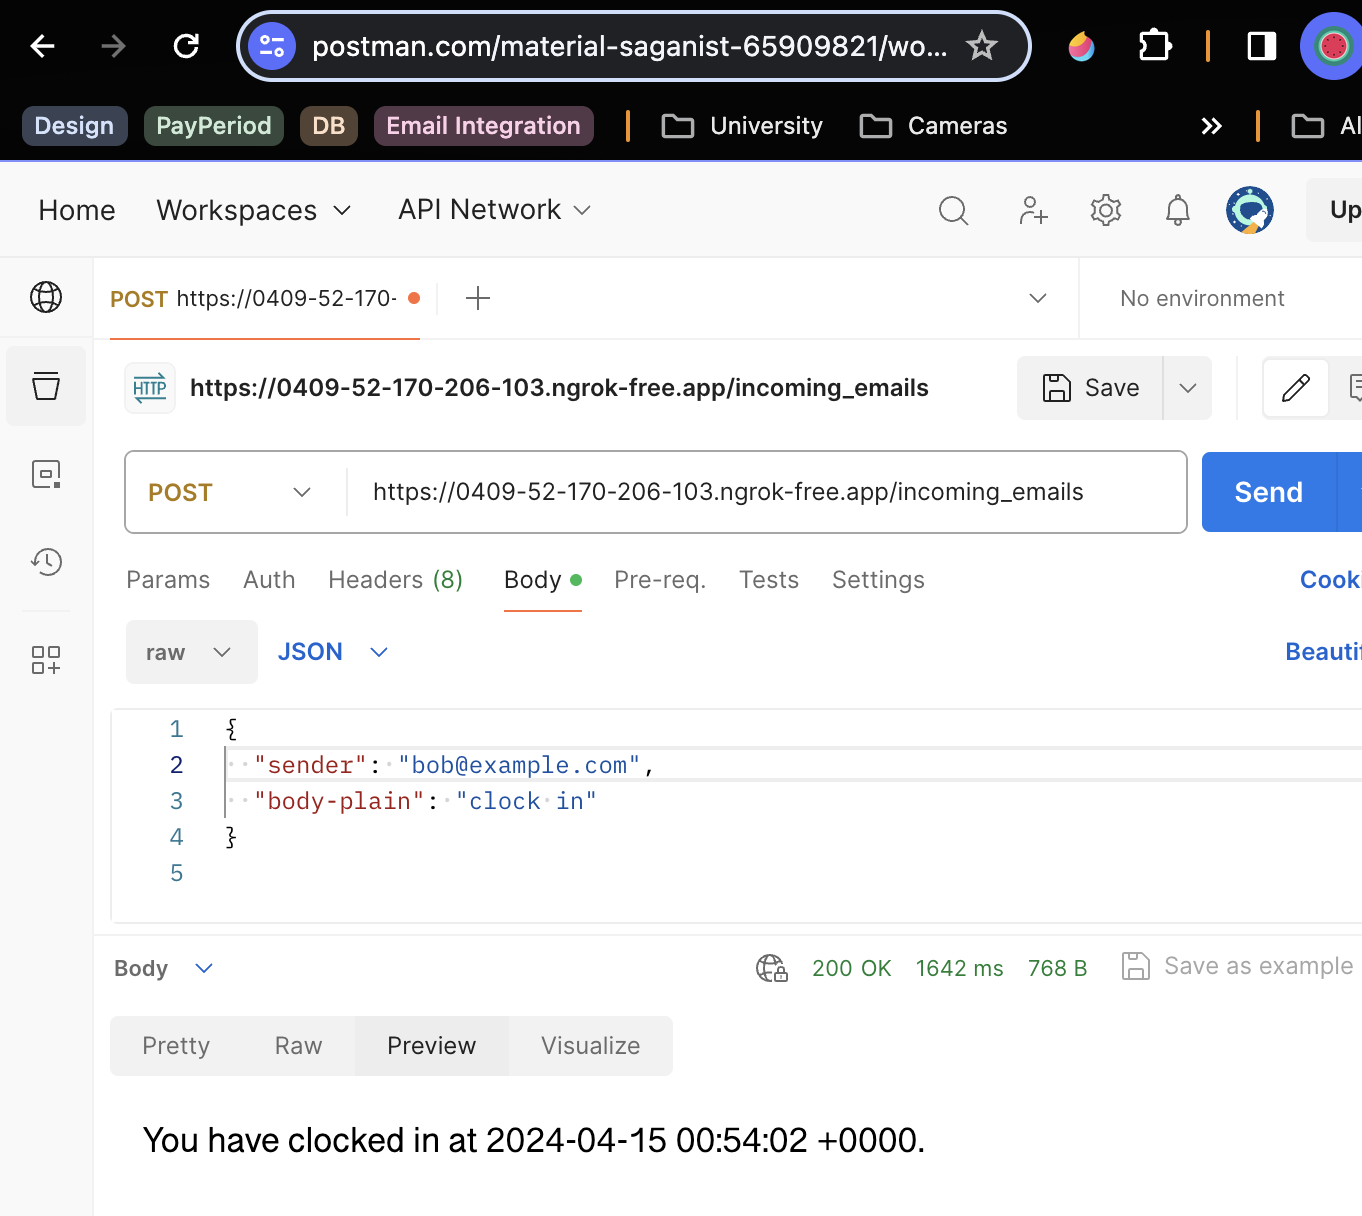 postman.com/material-saganist-65909821/wo...
Design PayPeriod DB Email Integration University Cameras
Home Workspaces API Network
POST https://0409-52-170- No environment
HTTP https://0409-52-170-206-103.ngrok-free.app/incoming_emails Save
POST https://0409-52-170-206-103.ngrok-free.app/incoming_emails Send
Params Auth Headers (8) Body Pre-req. Tests Settings
raw JSON
1 {
2 "sender": "bob@example.com",
3 "body-plain": "clock in"
4 }
5
Body 200 OK 1642 ms 768 B Save as example
Pretty Raw Preview Visualize
You have clocked in at 2024-04-15 00:54:02 +0000.